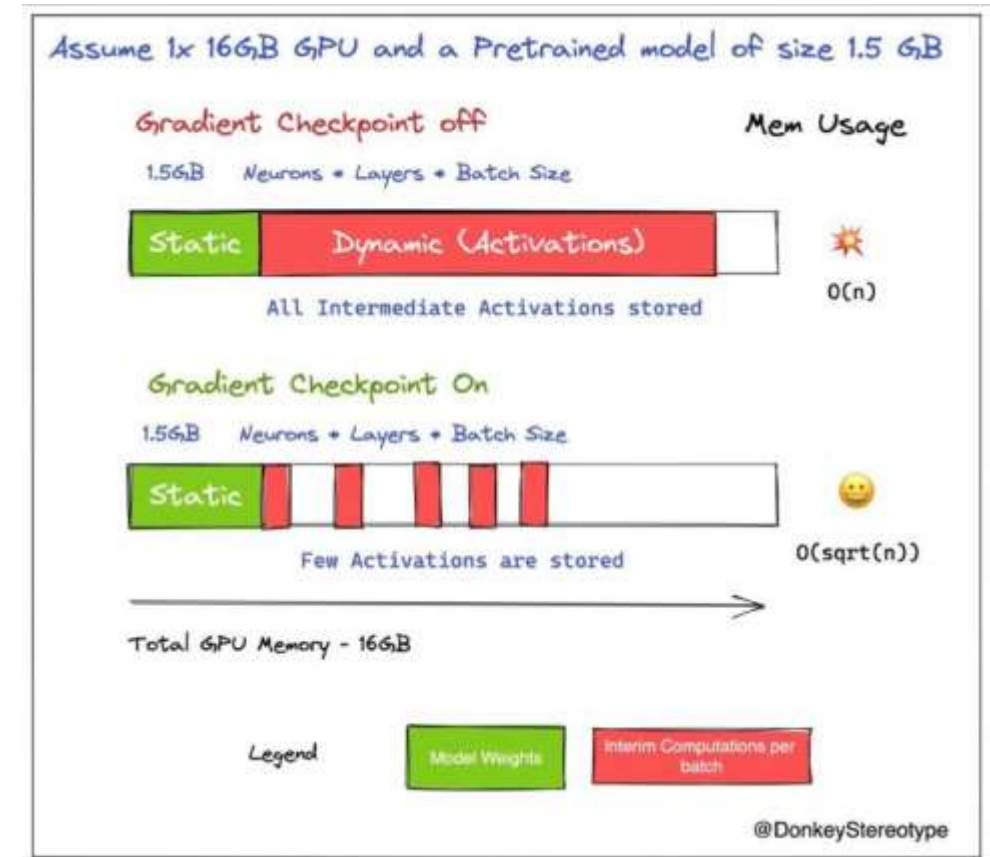 Assume 1x 16GB GPU and a Pretrained model of size 1.5 GB
Gradient Checkpoint off
Mem Usage
1.5GB Neurons * Layers * Batch Size
Static
Dynamic (Activations)
O(n)
All Intermediate Activations stored
Gradient Checkpoint On
1.5GB Neurons * Layers * Batch Size
Static
O(sqrt(n))
Few Activations are stored
Total GPU Memory - 16GB
Legend
Model Weights
Interim Computations per
batch
@DonkeyStereotype